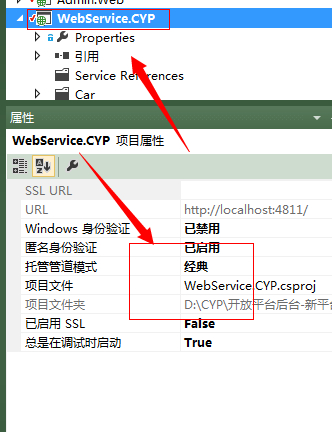 Admin.Web
WebService.CYP
Properties
引用
Service References
Car
属性
WebService.CYP 项目属性
SSL URL
URL http://localhost:4811/
Windows 身份验证 已禁用
匿名身份验证 已启用
托管管道模式 经典
项目文件 WebService.CYP.csproj
项目文件夹 D:\CYP\开放平台后台-新平
已启用 SSL False
总是在调试时启动 True